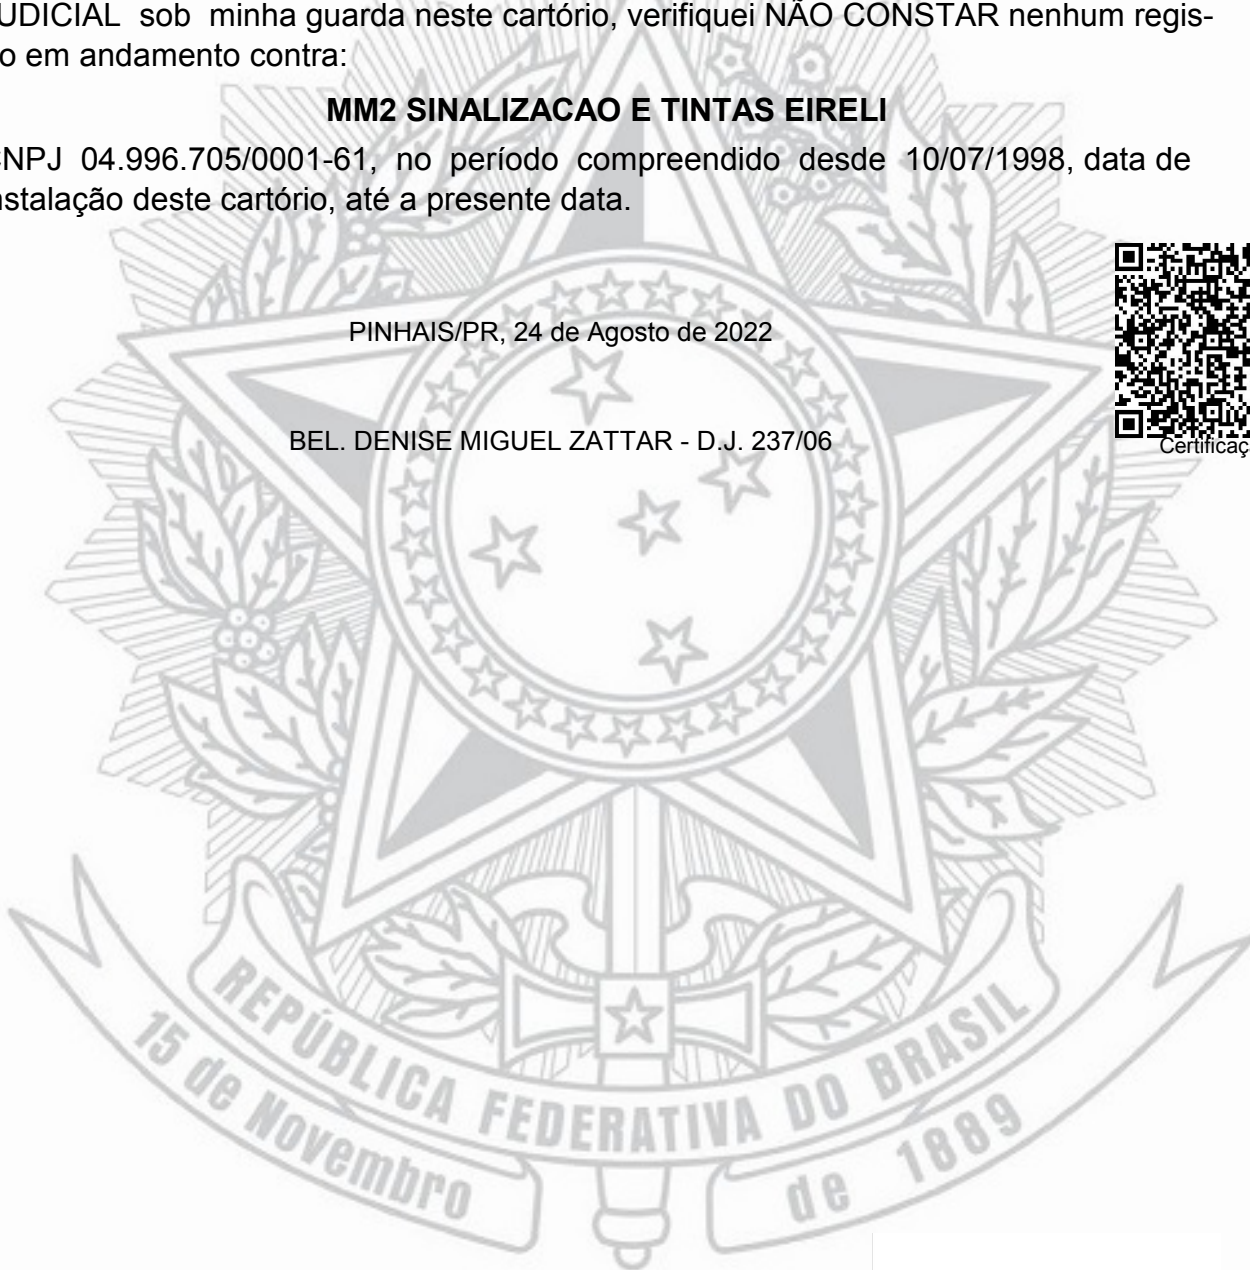 UDICIAL sob minha guarda neste cartório, verifiquei NÃO CONSTAR nenhum regis-
o em andamento contra:
MM2 SINALIZACAO E TINTAS EIRELI
CNPJ 04.996.705/0001-61, no período compreendido desde 10/07/1998, data de
nstalação deste cartório, até a presente data.
PINHAIS/PR, 24 de Agosto de 2022
BEL. DENISE MIGUEL ZATTAR - D.J. 237/06
Certificaç
REPÚBLICA FEDERATIVA DO BRASIL
15 de Novembro de 1889